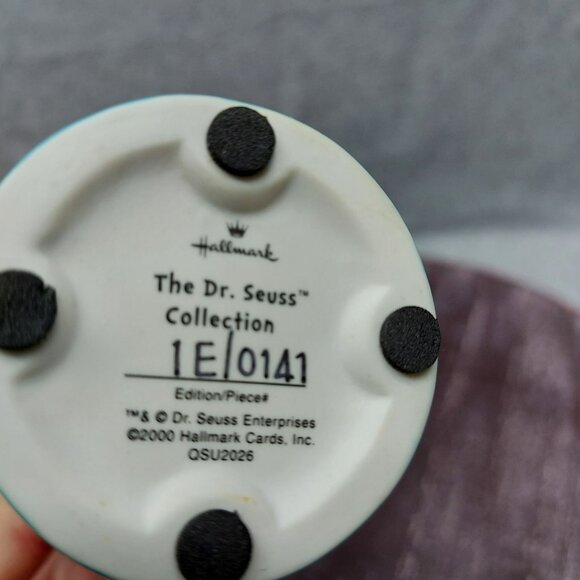 Hallmark
The Dr. Seuss™
Collection
1E/0141
Edition/Piece#
™& © Dr. Seuss Enterprises
©2000 Hallmark Cards, Inc.
QSU2026